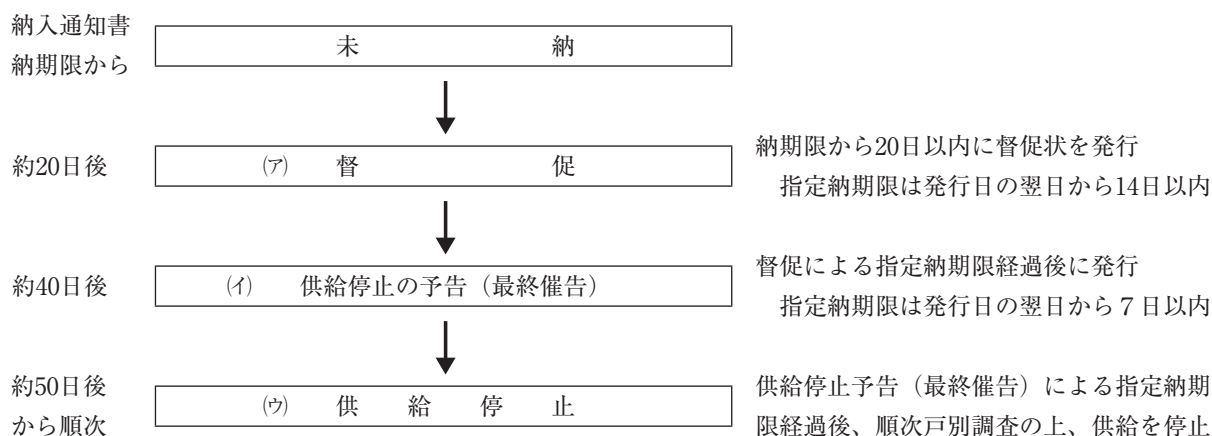 納入通知書
納期限から
未納
約20日後
㈎ 督促
納期限から20日以内に督促状を発行
指定納期限は発行日の翌日から14日以内
約40日後
(イ) 供給停止の予告（最終催告）
督促による指定納期限経過後に発行
指定納期限は発行日の翌日から７日以内
約50日後
から順次
(ウ) 供給停止
供給停止予告（最終催告）による指定納期
限経過後、順次戸別調査の上、供給を停止